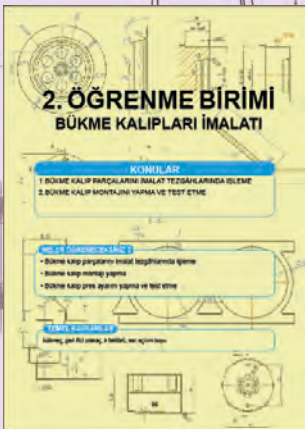 2. ÖĞRENME BİRİMİ
BÜKME KALIPLARI İMALATI
KONULAR
1.BÜKME KALIP PARÇALARINI İMALAT TEZGÂHLARINDA İŞLEME
2.BÜKME KALIP MONTAJINI YAPMA VE TEST ETME
NELER ÖĞRENECEKSİNİZ ?
• Bükme kalıp parçalarını imalat tezgâhlarında işleme
• Bükme kalıp montajı yapma
• Bükme kalıp pres ayarını yapma ve test etme
TEMEL KAVRAMLAR